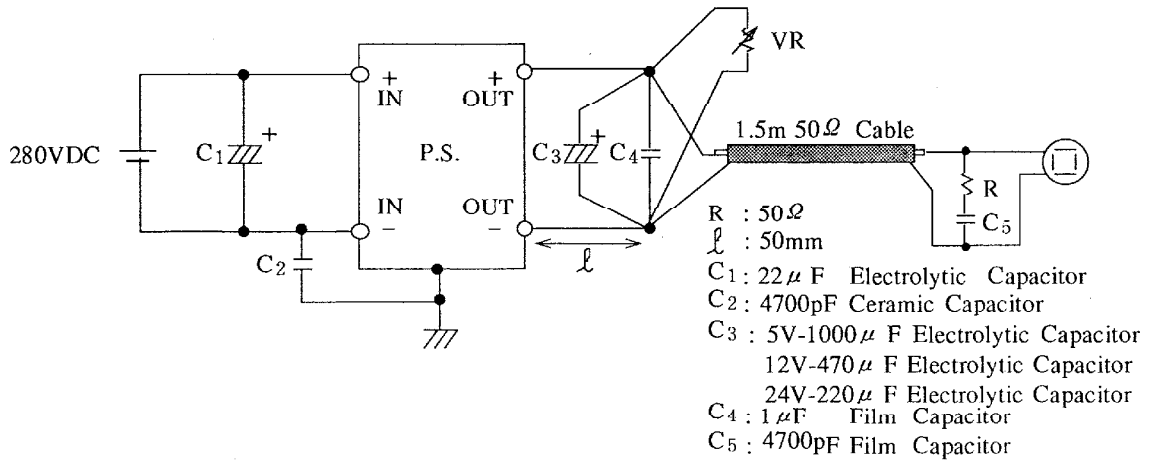 VR
+
IN
+
OUT
280VDC
C1
+
P.S.
C3
+
C4
1.5m 50Ω Cable
IN
−
OUT
−
C2
ℓ
R
C5
R : 50Ω
ℓ : 50mm
C1 : 22μF Electrolytic Capacitor
C2 : 4700pF Ceramic Capacitor
C3 : 5V-1000μF Electrolytic Capacitor
12V-470μF Electrolytic Capacitor
24V-220μF Electrolytic Capacitor
C4 : 1μF Film Capacitor
C5 : 4700pF Film Capacitor